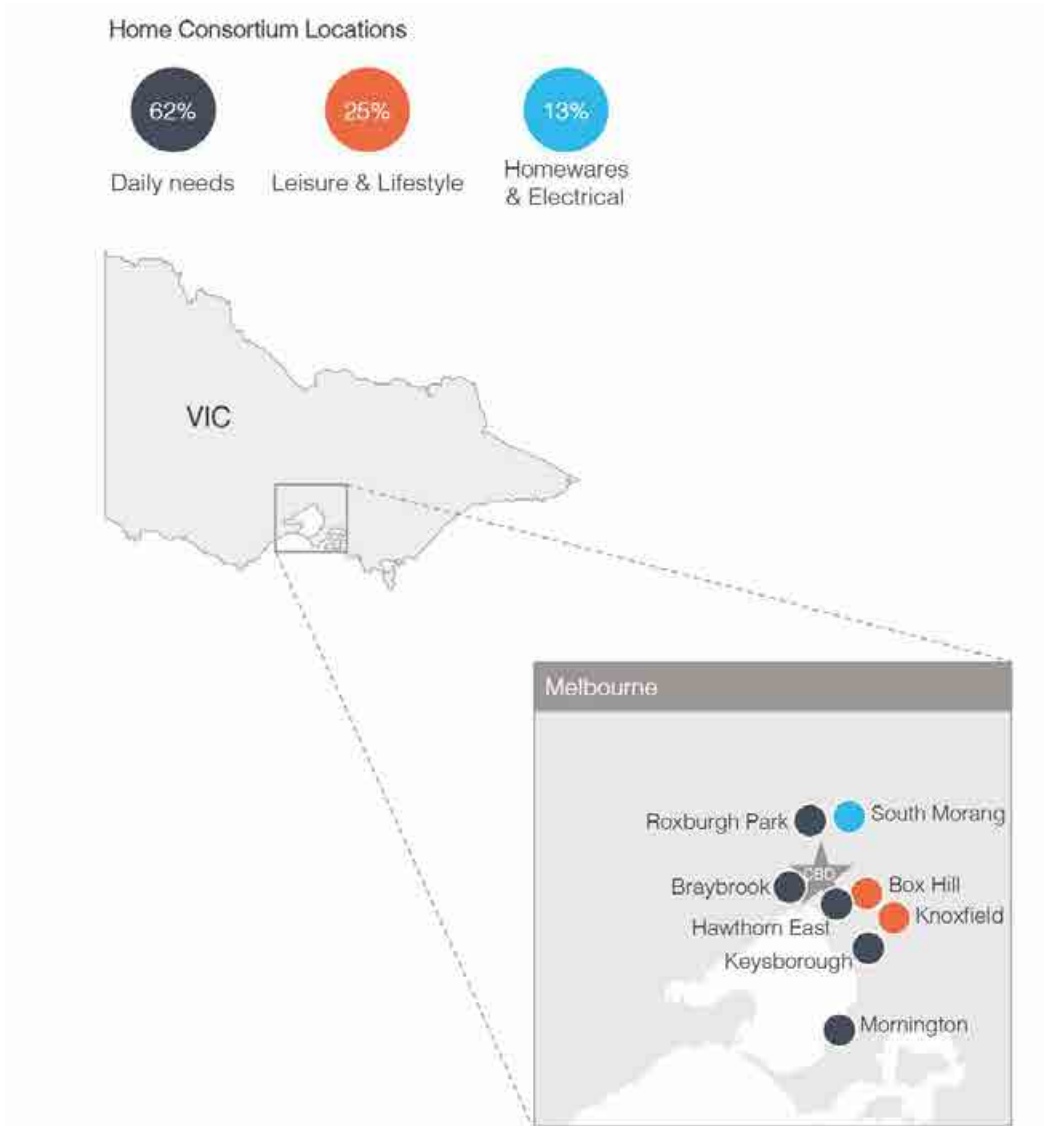 Home Consortium Locations
62%
25%
13%
Daily needs
Leisure & Lifestyle
Homewares
& Electrical
VIC
Melbourne
Roxburgh Park
South Morang
CBD
Braybrook
Box Hill
Hawthorn East
Knoxfield
Keysborough
Mornington